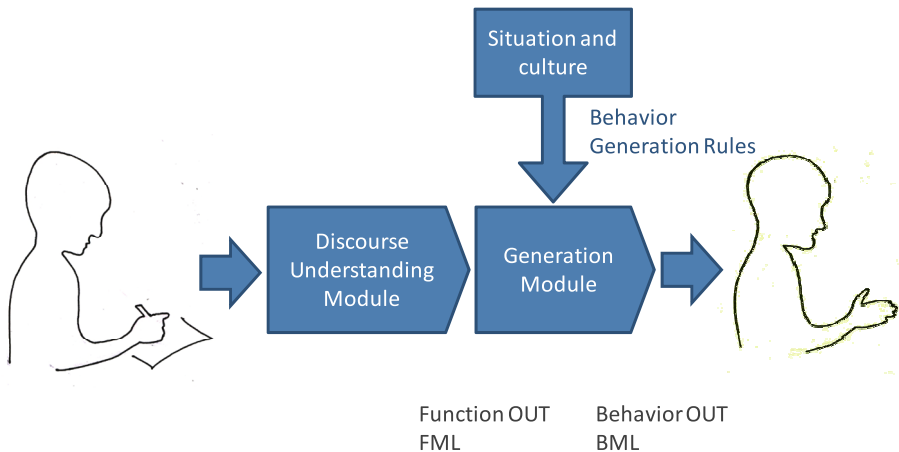 Situation and
culture
Behavior
Generation Rules
Discourse
Understanding
Module
Generation
Module
Function OUT
FML
Behavior OUT
BML